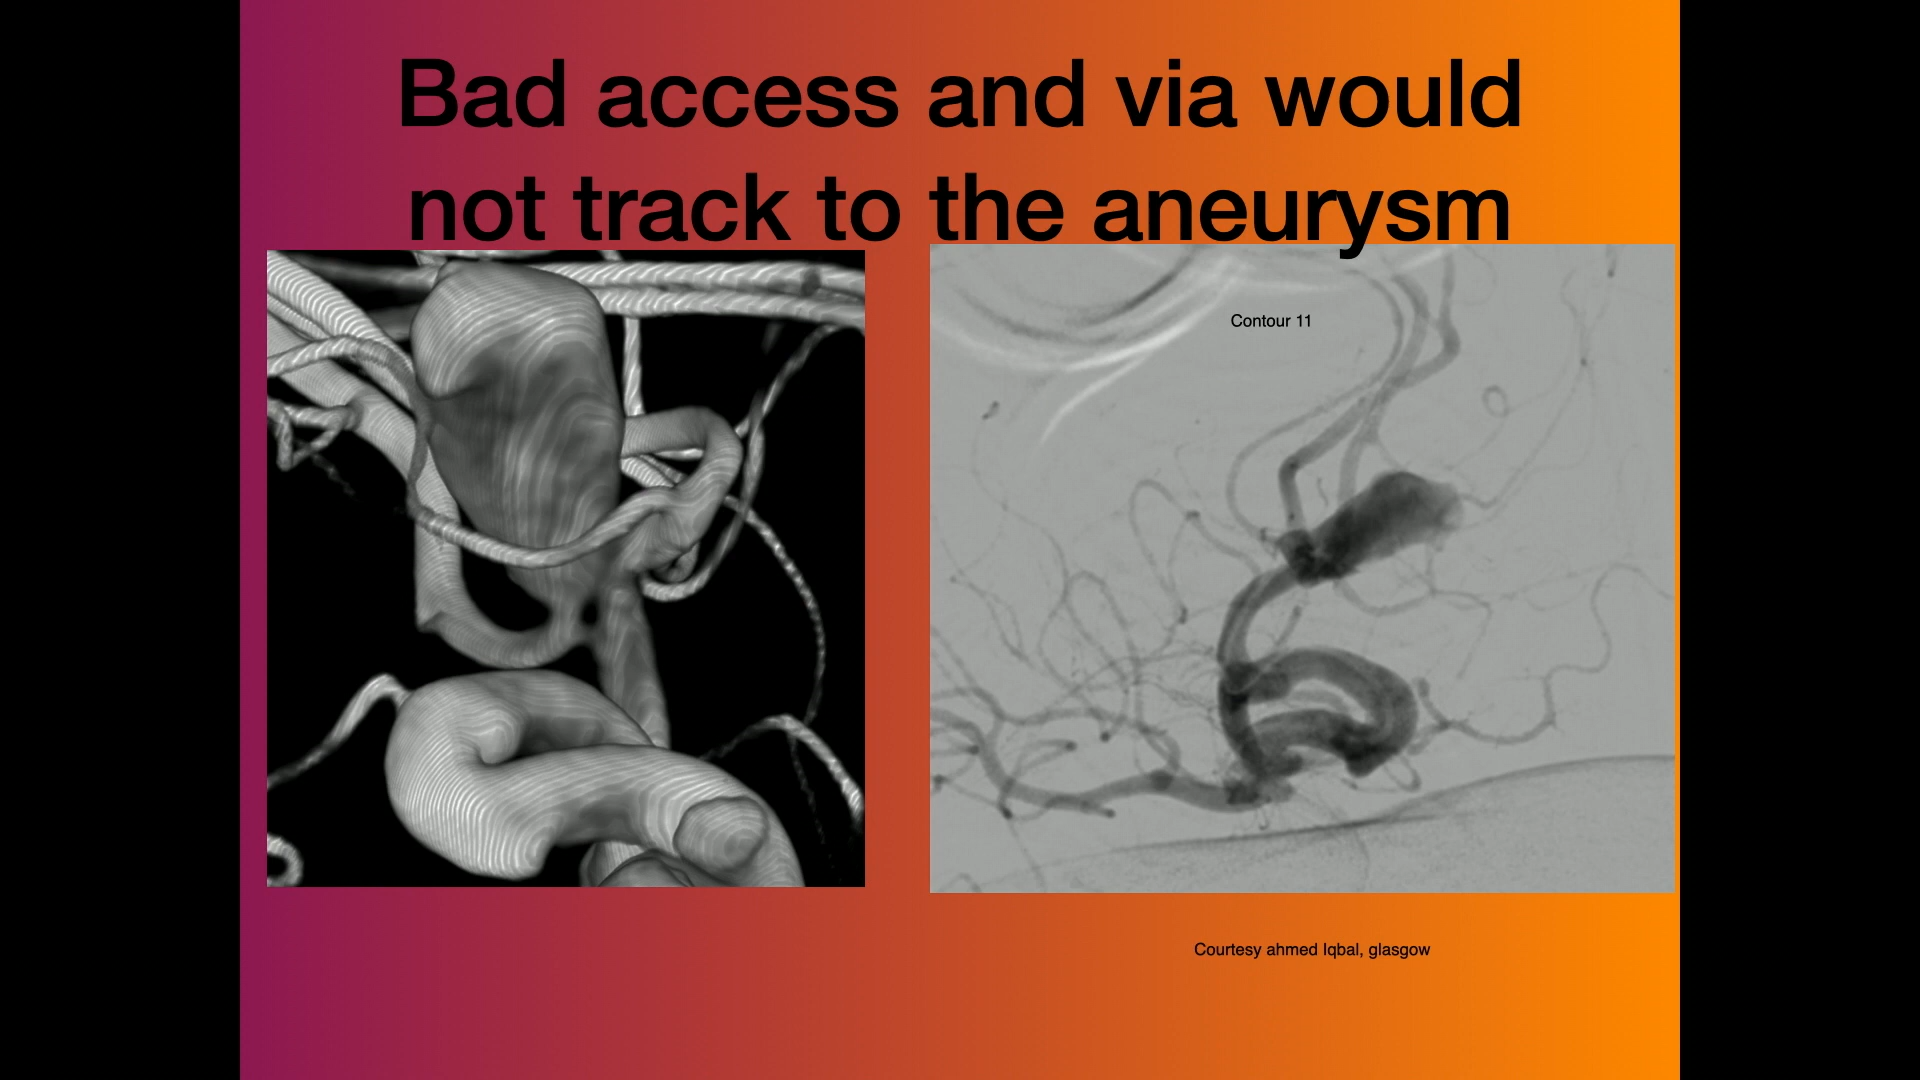 Bad access and via would
not track to the aneurysm
Contour 11
Courtesy ahmed Iqbal, glasgow